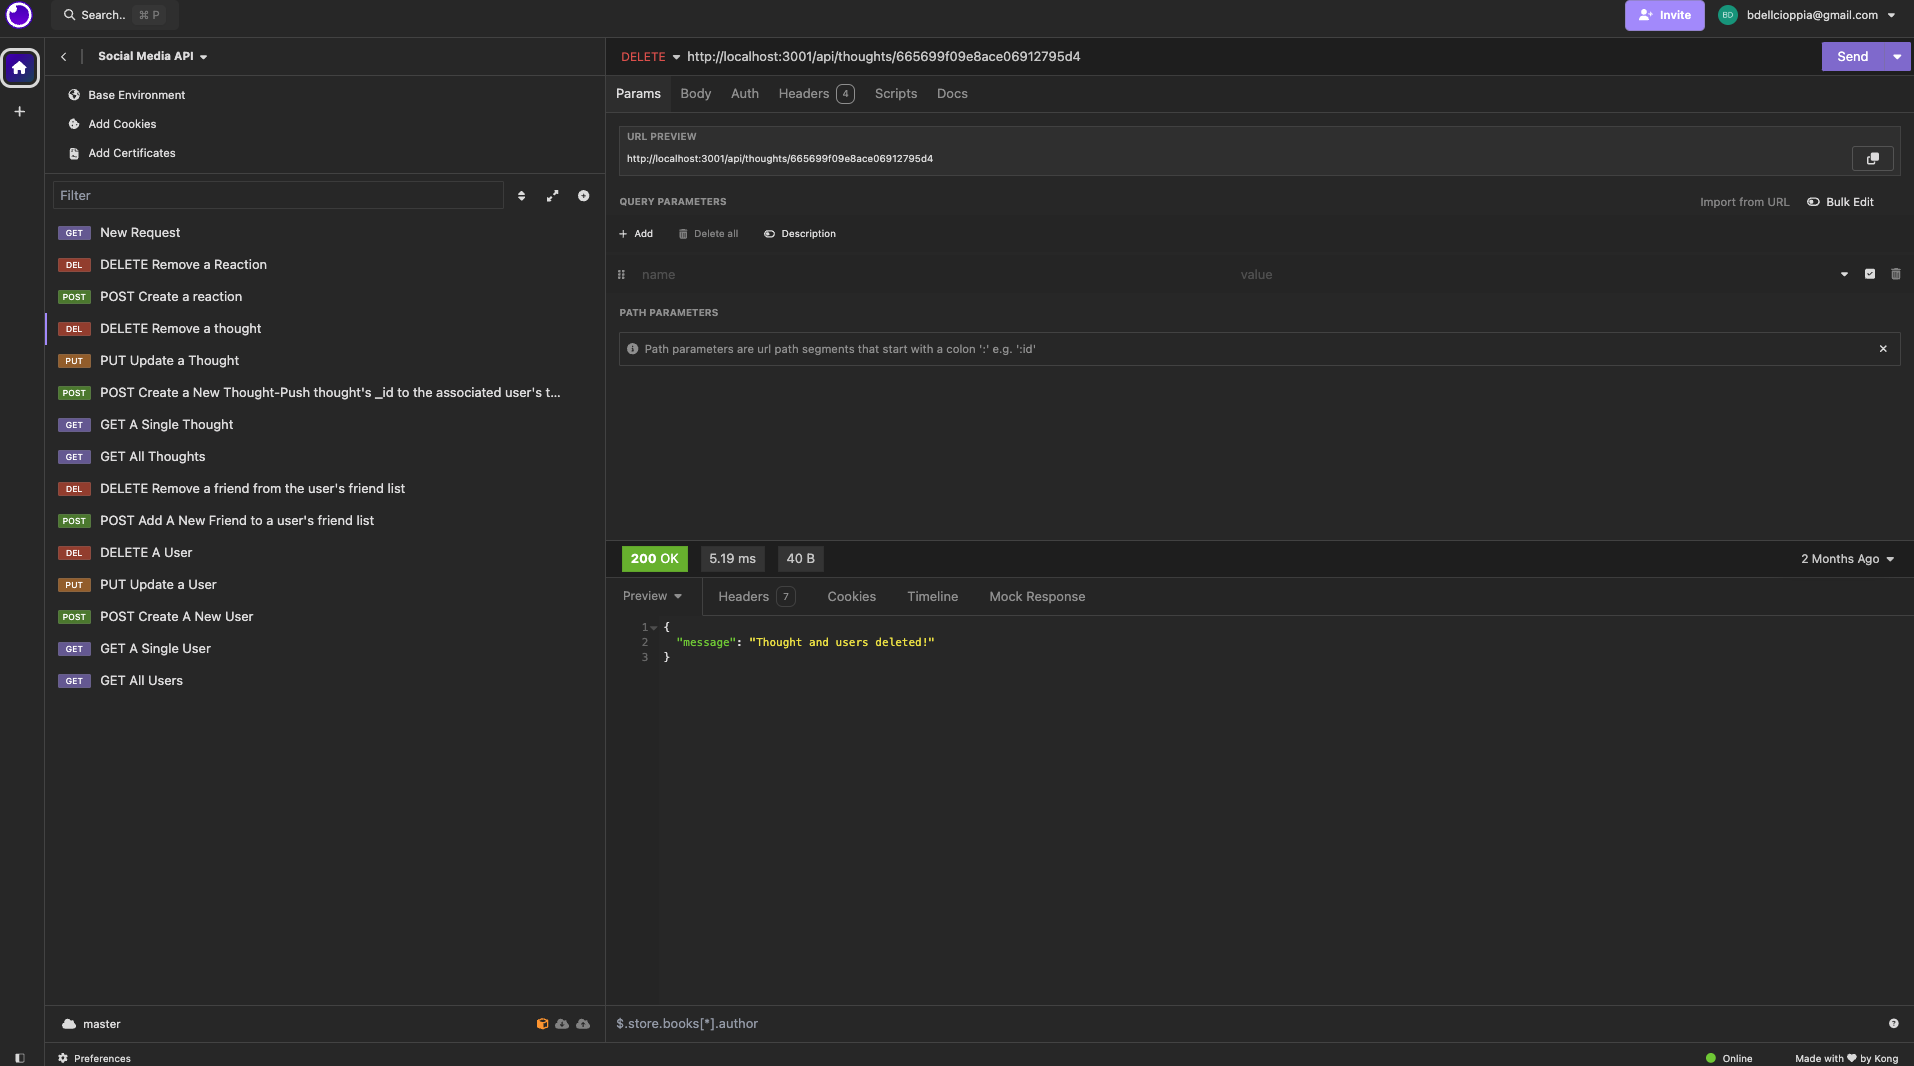 Search.. ⌘ P
Invite
BD bdellcioppia@gmail.com
Social Media API
Base Environment
Add Cookies
Add Certificates
Filter
GET New Request
DEL DELETE Remove a Reaction
POST POST Create a reaction
DEL DELETE Remove a thought
PUT PUT Update a Thought
POST POST Create a New Thought-Push thought's _id to the associated user's t...
GET GET A Single Thought
GET GET All Thoughts
DEL DELETE Remove a friend from the user's friend list
POST POST Add A New Friend to a user's friend list
DEL DELETE A User
PUT PUT Update a User
POST POST Create A New User
GET GET A Single User
GET GET All Users
master
Preferences
DELETE http://localhost:3001/api/thoughts/665699f09e8ace06912795d4
Send
Params Body Auth Headers 4 Scripts Docs
URL PREVIEW
http://localhost:3001/api/thoughts/665699f09e8ace06912795d4
QUERY PARAMETERS
Import from URL Bulk Edit
+ Add Delete all Description
name value
PATH PARAMETERS
Path parameters are url path segments that start with a colon ':' e.g. ':id'
200 OK 5.19 ms 40 B
2 Months Ago
Preview Headers 7 Cookies Timeline Mock Response
1 {
2 "message": "Thought and users deleted!"
3 }
$.store.books[*].author
Online
Made with ♥ by Kong